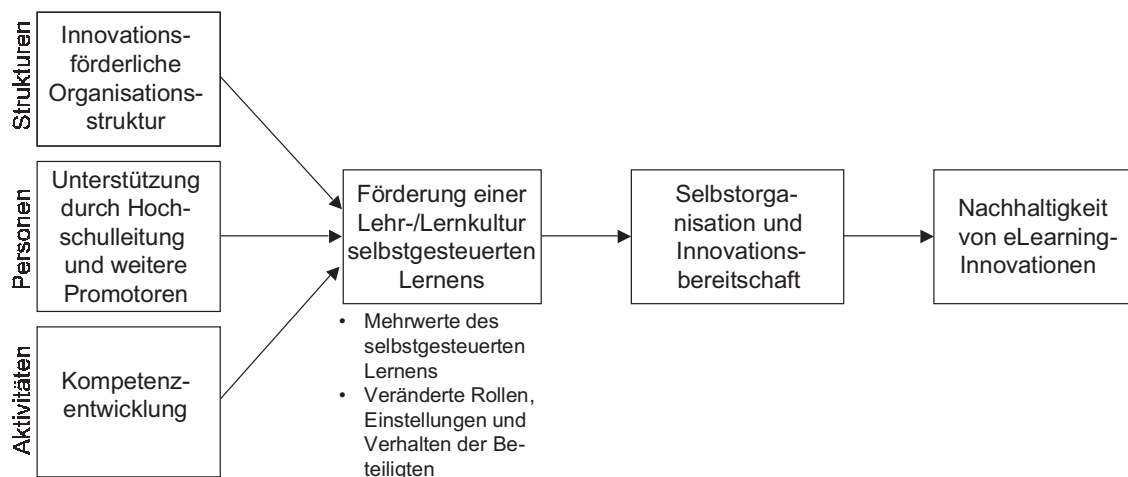 Strukturen
Innovations-
förderliche
Organisations-
struktur
Personen
Unterstützung
durch Hoch-
schulleitung
und weitere
Promotoren
Aktivitäten
Kompetenz-
entwicklung
Förderung einer
Lehr-/Lernkultur
selbstgesteuerten
Lernens
• Mehrwerte des
selbstgesteuerten
Lernens
• Veränderte Rollen,
Einstellungen und
Verhalten der Be-
teiligten
Selbstorga-
nisation und
Innovations-
bereitschaft
Nachhaltigkeit
von eLearning-
Innovationen